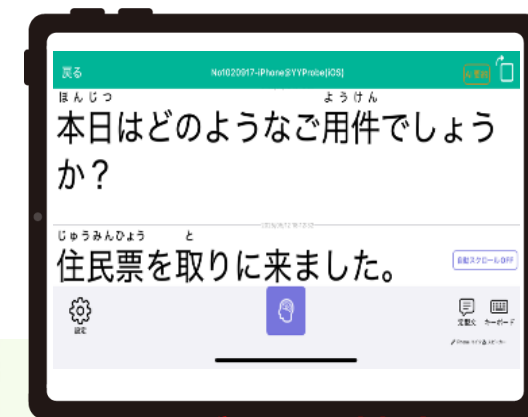 戻る
No1020917-iPhone8YYProbe[iOS]
ほんじつ ようけん
本日はどのようなご用件でしょう
か？
じゅうみんひょう と
住民票を取りに来ました。
自動スクロールOFF
設定
定型文 キーボード